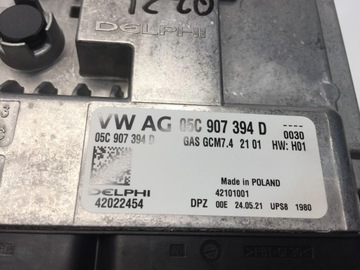 DELPHI
VW AG 05C 907 394 D
0030
05C 907 394 D GAS GCM7.4 21 01 HW: H01
Made in POLAND
DELPHI 42101001
42022454 DPZ 00E 24.05.21 UPS8 1980